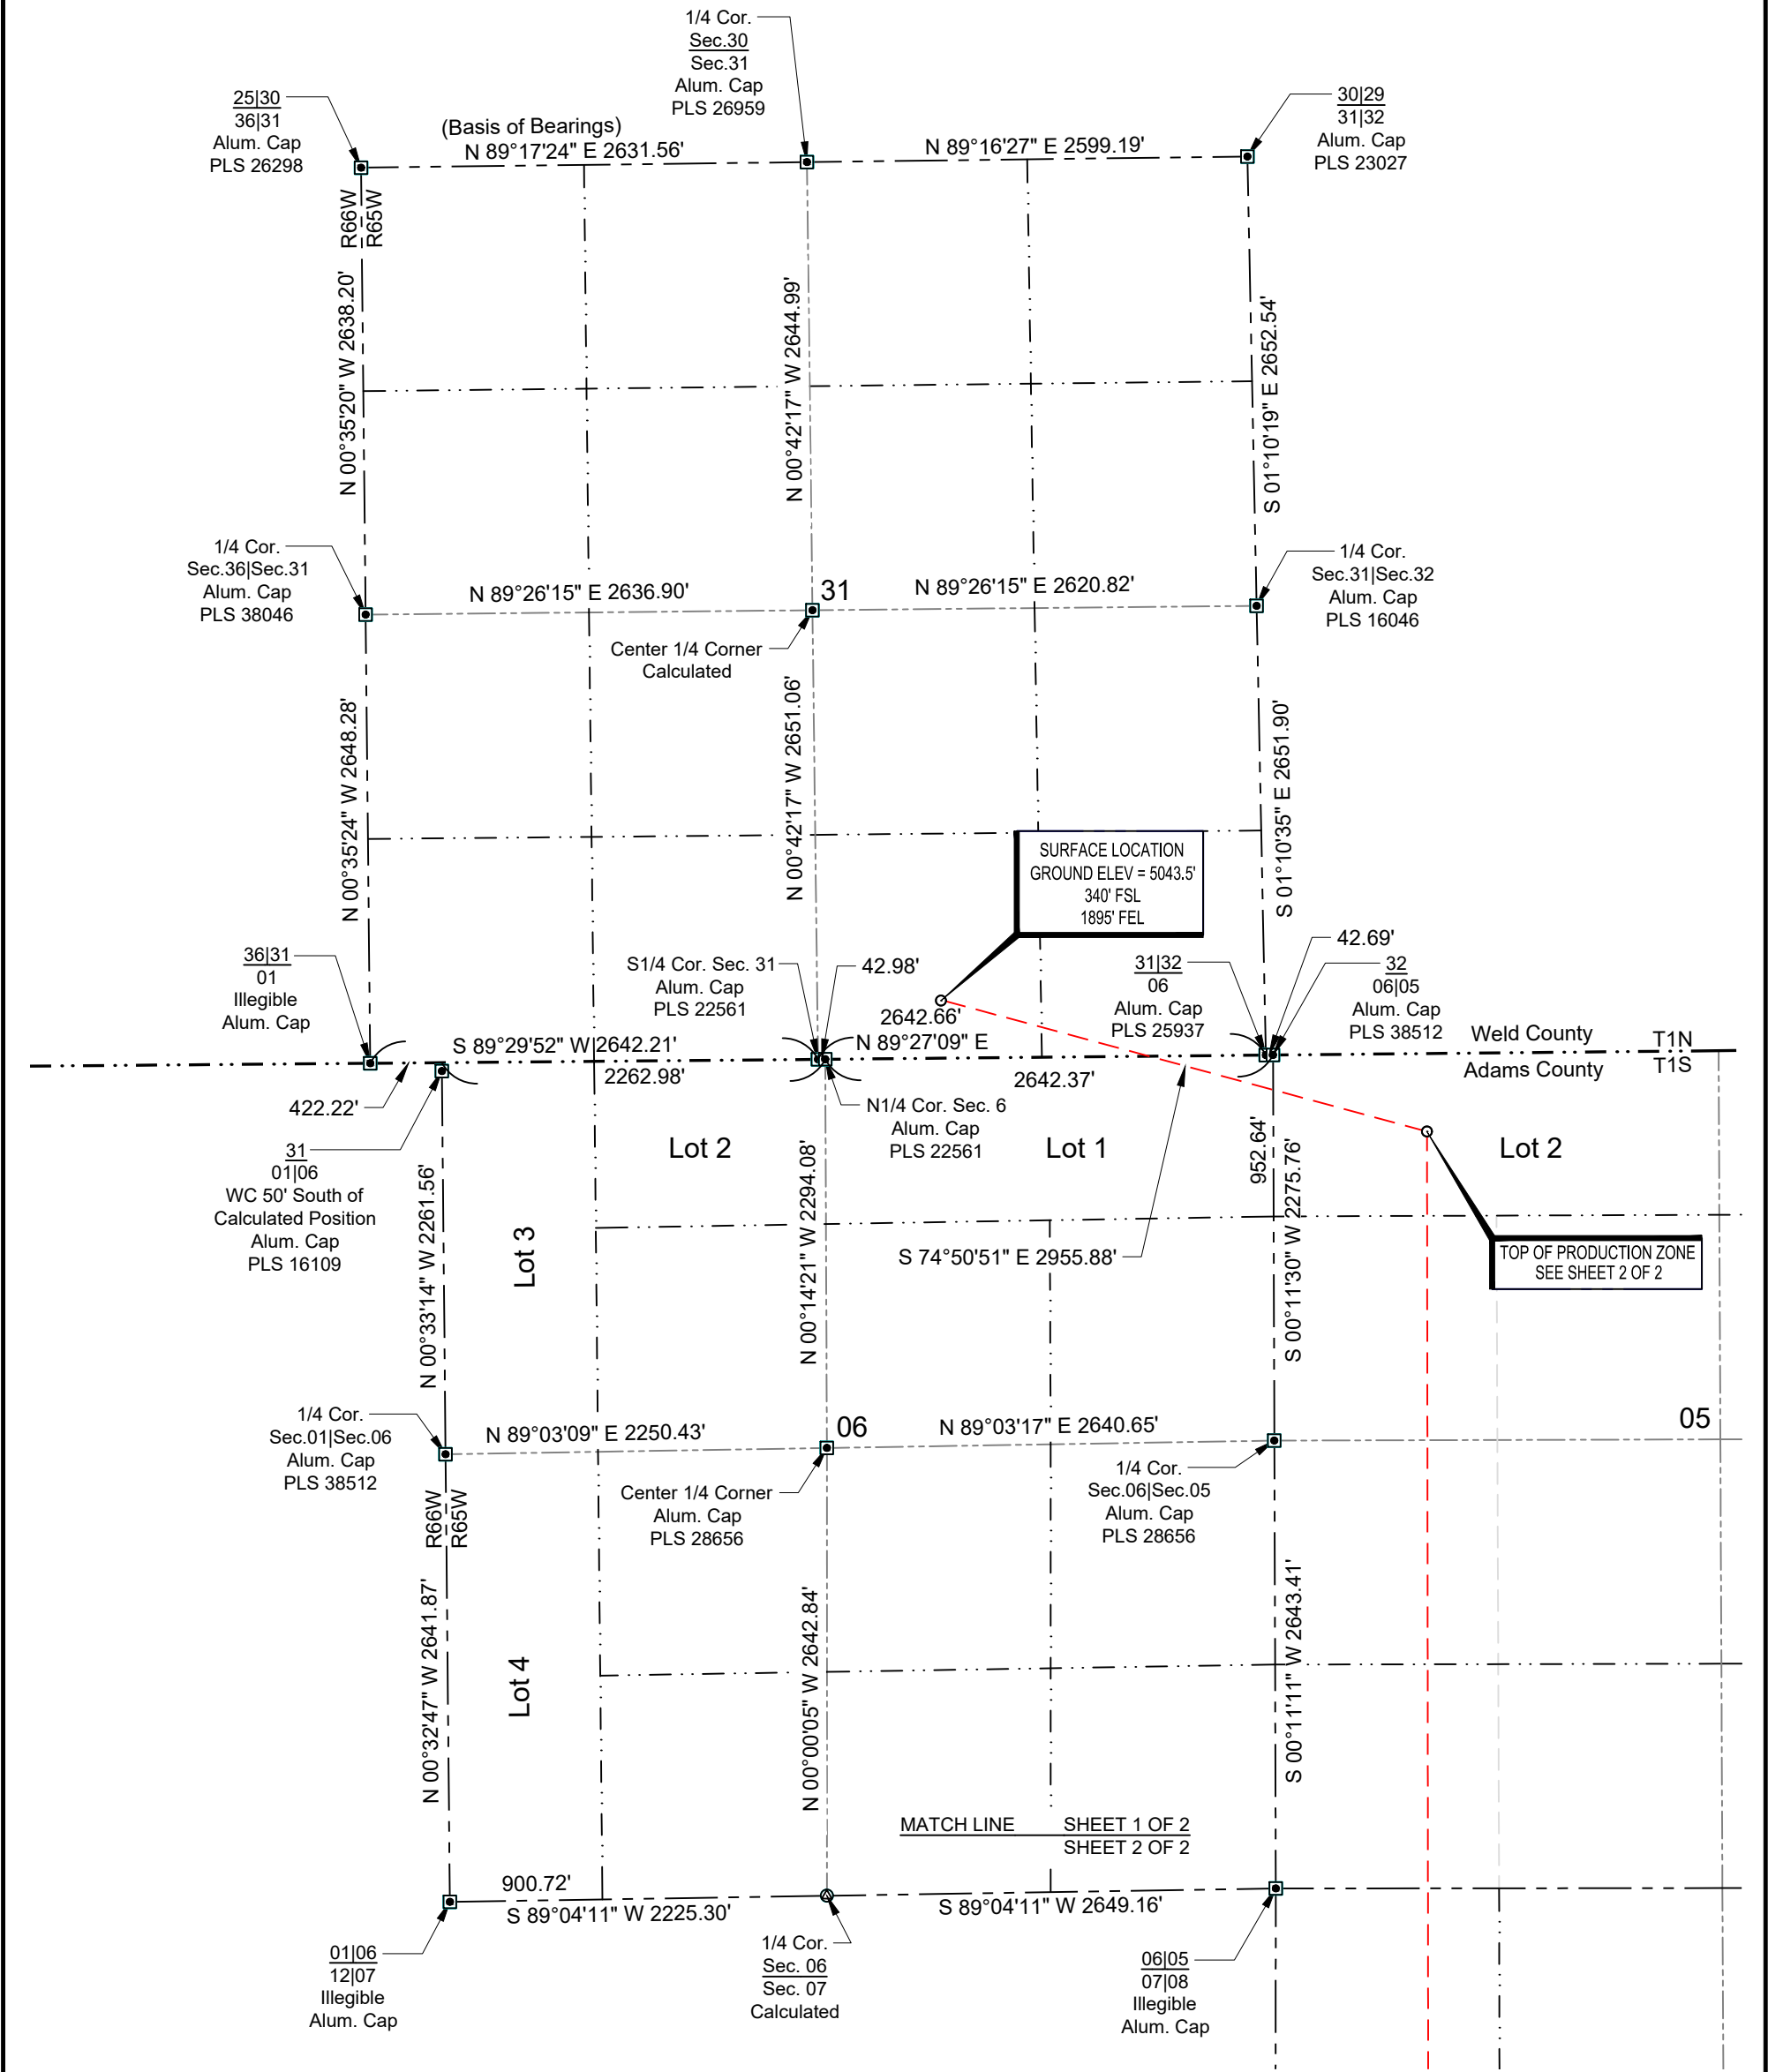 1/4 Cor.
Sec.30
Sec.31
Alum. Cap
PLS 26959
25|30
36|31
Alum. Cap
PLS 26298
(Basis of Bearings)
N 89°17'24" E 2631.56'
N 89°16'27" E 2599.19'
30|29
31|32
Alum. Cap
PLS 23027
R66W
R65W
N 00°35'20" W 2638.20'
N 00°42'17" W 2644.99'
S 01°10'19" E 2652.54'
1/4 Cor.
Sec.36|Sec.31
Alum. Cap
PLS 38046
N 89°26'15" E 2636.90'
31
N 89°26'15" E 2620.82'
1/4 Cor.
Sec.31|Sec.32
Alum. Cap
PLS 16046
Center 1/4 Corner
Calculated
N 00°35'24" W 2648.28'
N 00°42'17" W 2651.06'
S 01°10'35" E 2651.90'
SURFACE LOCATION
GROUND ELEV = 5043.5'
340' FSL
1895' FEL
36|31
01
Illegible
Alum. Cap
S1/4 Cor. Sec. 31
Alum. Cap
PLS 22561
42.98'
31|32
06
Alum. Cap
PLS 25937
42.69'
32
06|05
Alum. Cap
PLS 38512
S 89°29'52" W 2642.21'
2262.98'
2642.66'
N 89°27'09" E
2642.37'
Weld County
Adams County
T1N
T1S
422.22'
31
01|06
WC 50' South of
Calculated Position
Alum. Cap
PLS 16109
N1/4 Cor. Sec. 6
Alum. Cap
PLS 22561
Lot 2
Lot 1
Lot 2
Lot 3
952.64'
N 00°33'14" W 2261.56'
N 00°14'21" W 2294.08'
S 00°11'30" W 2275.76'
S 74°50'51" E 2955.88'
TOP OF PRODUCTION ZONE
SEE SHEET 2 OF 2
1/4 Cor.
Sec.01|Sec.06
Alum. Cap
PLS 38512
N 89°03'09" E 2250.43'
06
N 89°03'17" E 2640.65'
05
Center 1/4 Corner
Alum. Cap
PLS 28656
1/4 Cor.
Sec.06|Sec.05
Alum. Cap
PLS 28656
R66W
R65W
N 00°32'47" W 2641.87'
Lot 4
N 00°00'05" W 2642.84'
S 00°11'11" W 2643.41'
MATCH LINE SHEET 1 OF 2
SHEET 2 OF 2
900.72'
S 89°04'11" W 2225.30'
S 89°04'11" W 2649.16'
01|06
12|07
Illegible
Alum. Cap
1/4 Cor.
Sec. 06
Sec. 07
Calculated
06|05
07|08
Illegible
Alum. Cap